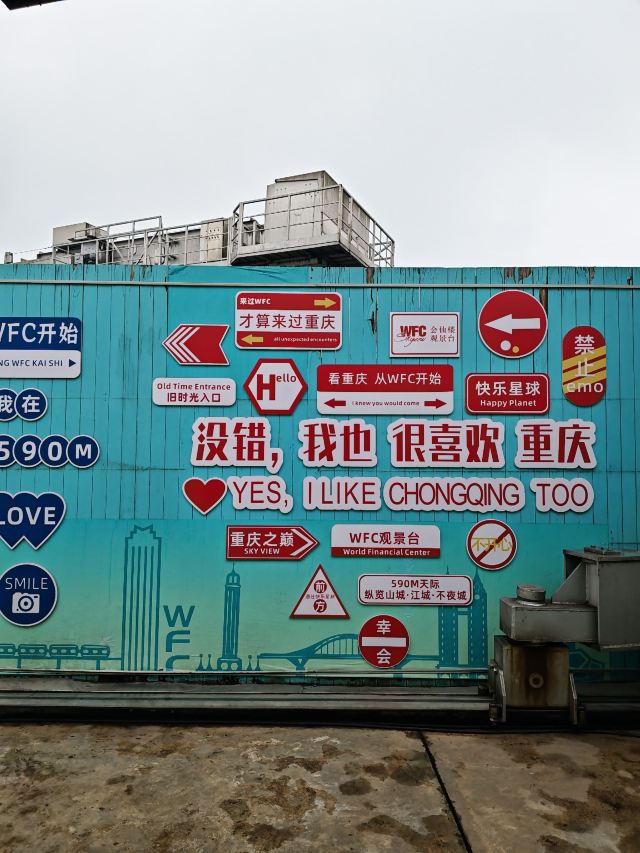 来过WFC
才算来过重庆
all unexpected encounters
WFC开始
NG WFC KAI SHI
WFC 会仙楼
观景台
禁止
emo
Hello
看重庆 从WFC开始
I know you would come
快乐星球
Happy Planet
Old Time Entrance
旧时光入口
我在
590M
没错，我也 很喜欢 重庆
YES, I LIKE CHONGQING TOO
LOVE
重庆之巅
SKY VIEW
WFC观景台
World Financial Center
不开心
SMILE
前方
590M天际
纵览山城·江城·不夜城
WFC
幸会